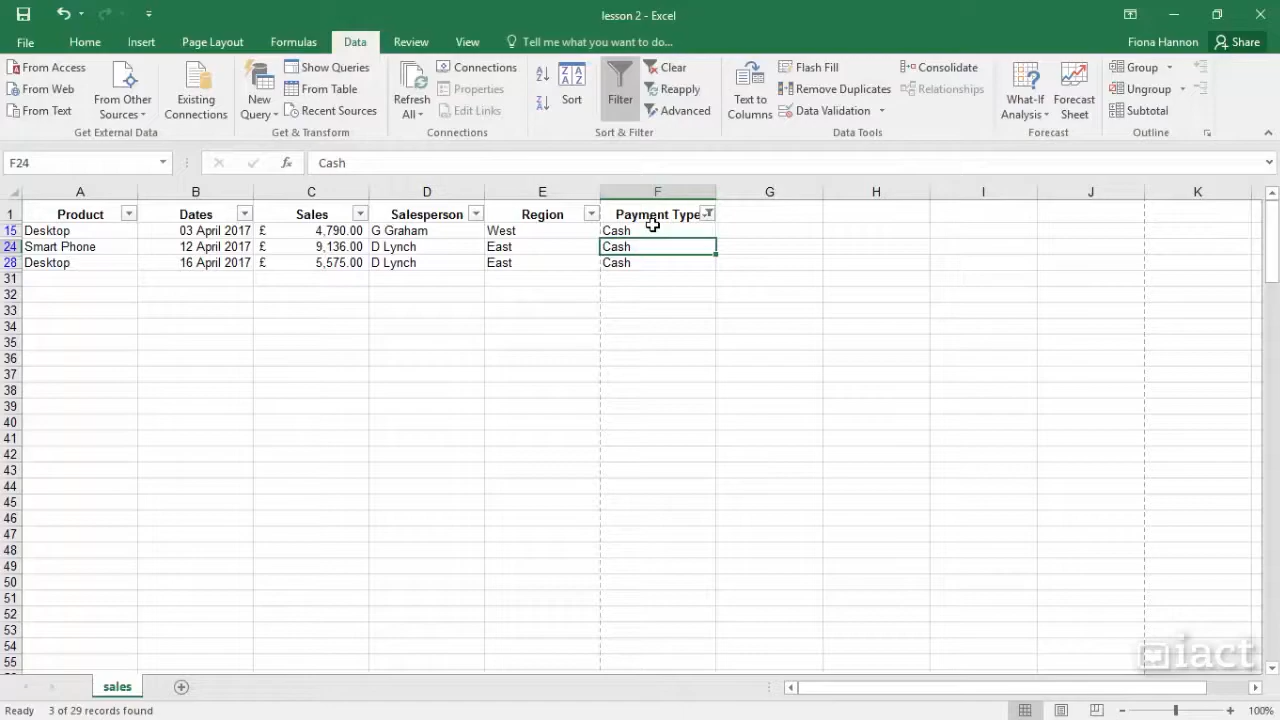 lesson 2 - Excel
File Home Insert Page Layout Formulas Data Review View Tell me what you want to do... Fiona Hannon Share
From Access
From Web
From Text
From Other Sources
Existing Connections
Get External Data
New Query
Show Queries
From Table
Recent Sources
Get & Transform
Refresh All
Connections
Properties
Edit Links
Connections
Sort
Filter
Clear
Reapply
Advanced
Sort & Filter
Text to Columns
Flash Fill
Remove Duplicates
Data Validation
Consolidate
Relationships
Data Tools
What-If Analysis
Forecast Sheet
Forecast
Group
Ungroup
Subtotal
Outline
F24 fx Cash
A B C D E F G H I J K
1 Product Dates Sales Salesperson Region Payment Type
15 Desktop 03 April 2017 £ 4,790.00 G Graham West Cash
24 Smart Phone 12 April 2017 £ 9,136.00 D Lynch East Cash
28 Desktop 16 April 2017 £ 5,575.00 D Lynch East Cash
31
32
33
34
35
36
37
38
39
40
41
42
43
44
45
46
47
48
49
50
51
52
53
54
55
iact
sales
Ready 3 of 29 records found 100%